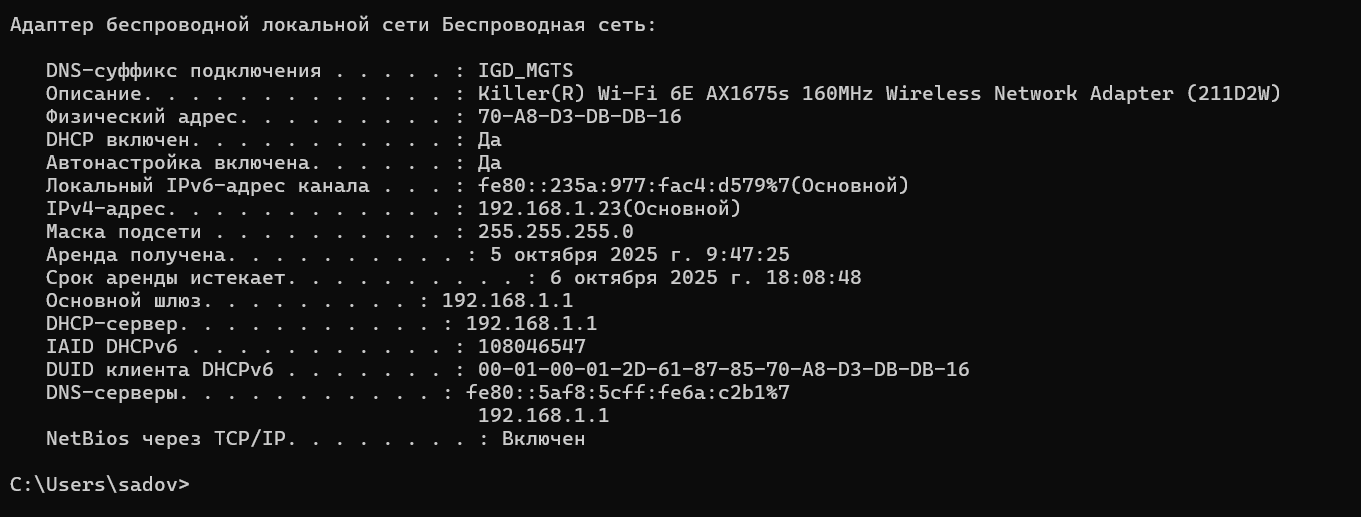 Адаптер беспроводной локальной сети Беспроводная сеть:
DNS-суффикс подключения . . . . . : IGD_MGTS
Описание. . . . . . . . . . . . . : Killer(R) Wi-Fi 6E AX1675s 160MHz Wireless Network Adapter (211D2W)
Физический адрес. . . . . . . . . : 70-A8-D3-DB-DB-16
DHCP включен. . . . . . . . . . . : Да
Автонастройка включена. . . . . . : Да
Локальный IPv6-адрес канала . . . : fe80::235a:977:fac4:d579%7(Основной)
IPv4-адрес. . . . . . . . . . . . : 192.168.1.23(Основной)
Маска подсети . . . . . . . . . . : 255.255.255.0
Аренда получена. . . . . . . . . . : 5 октября 2025 г. 9:47:25
Срок аренды истекает. . . . . . . . . . : 6 октября 2025 г. 18:08:48
Основной шлюз. . . . . . . . . : 192.168.1.1
DHCP-сервер. . . . . . . . . . . : 192.168.1.1
IAID DHCPv6 . . . . . . . . . . . : 108046547
DUID клиента DHCPv6 . . . . . . . : 00-01-00-01-2D-61-87-85-70-A8-D3-DB-DB-16
DNS-серверы. . . . . . . . . . . : fe80::5af8:5cff:fe6a:c2b1%7
192.168.1.1
NetBios через TCP/IP. . . . . . . . : Включен
C:\Users\sadov>